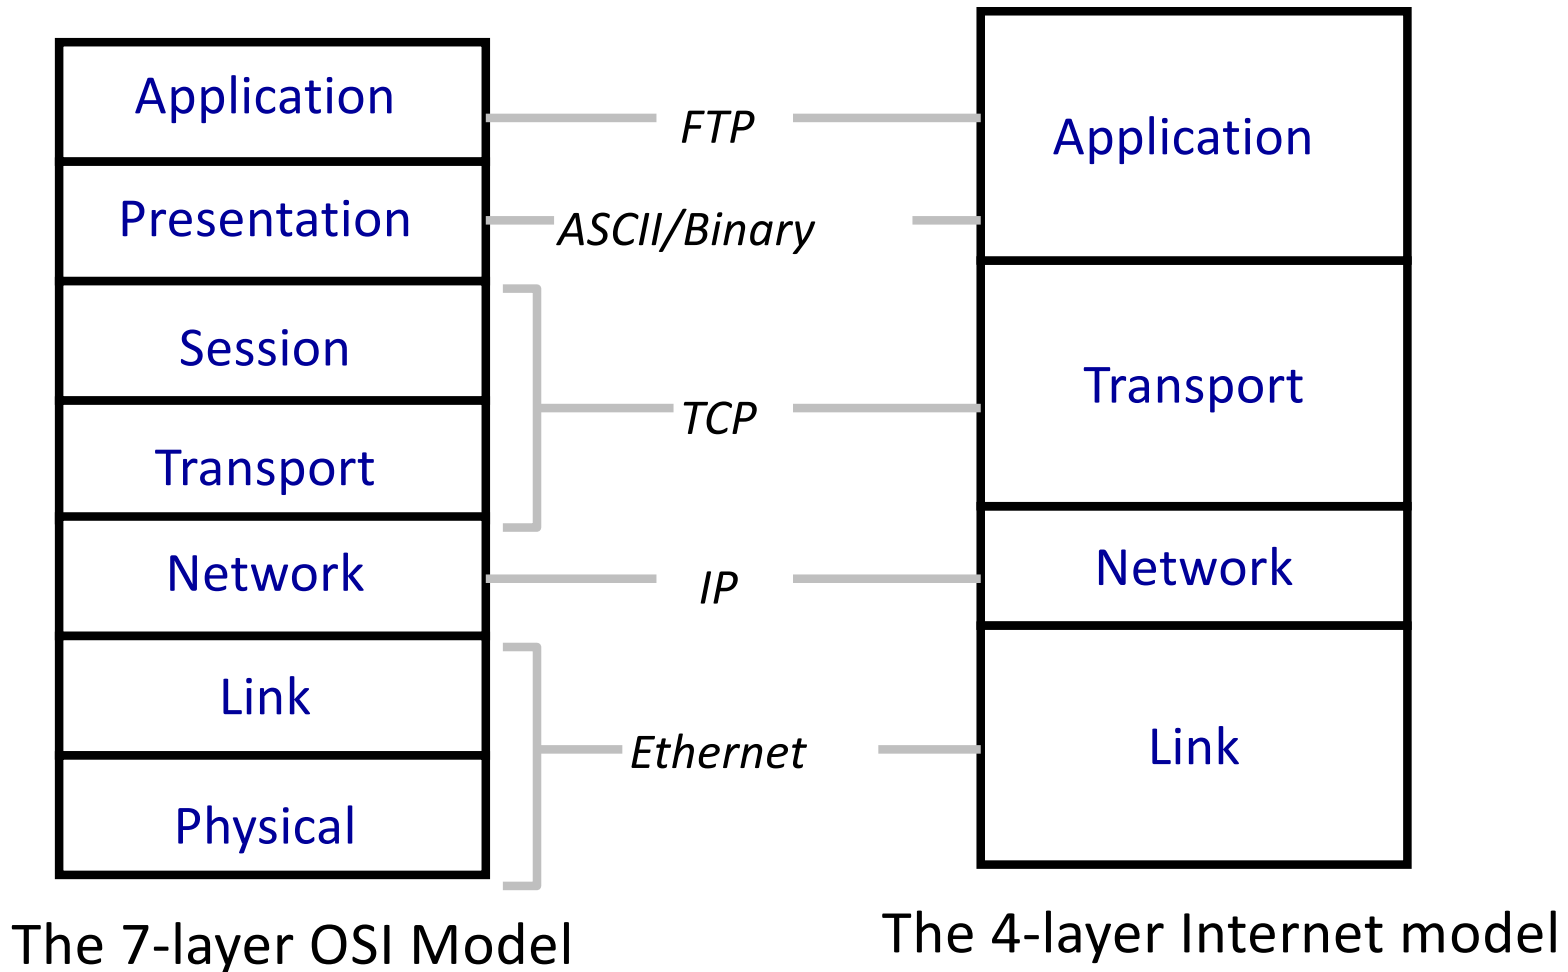 Application
Presentation
Session
Transport
Network
Link
Physical
The 7-layer OSI Model
FTP
ASCII/Binary
TCP
IP
Ethernet
Application
Transport
Network
Link
The 4-layer Internet model